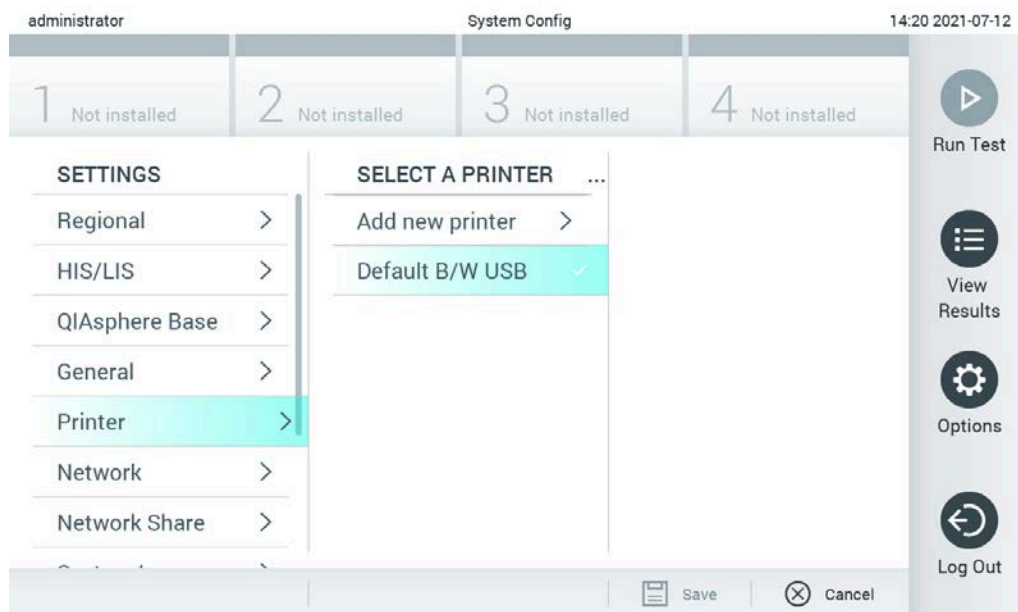 administrator System Config 14:20 2021-07-12
1 Not installed 2 Not installed 3 Not installed 4 Not installed
Run Test
SETTINGS SELECT A PRINTER ...
Regional Add new printer
HIS/LIS Default B/W USB
View
Results
QIAsphere Base
General
Printer
Options
Network
Network Share
Log Out
Save Cancel